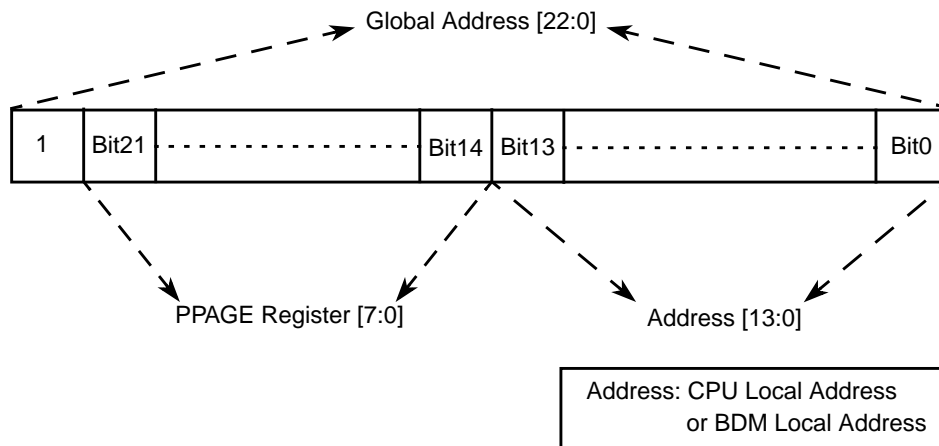 Global Address [22:0]
1 Bit21 Bit14 Bit13 Bit0
PPAGE Register [7:0] Address [13:0]
Address: CPU Local Address
or BDM Local Address